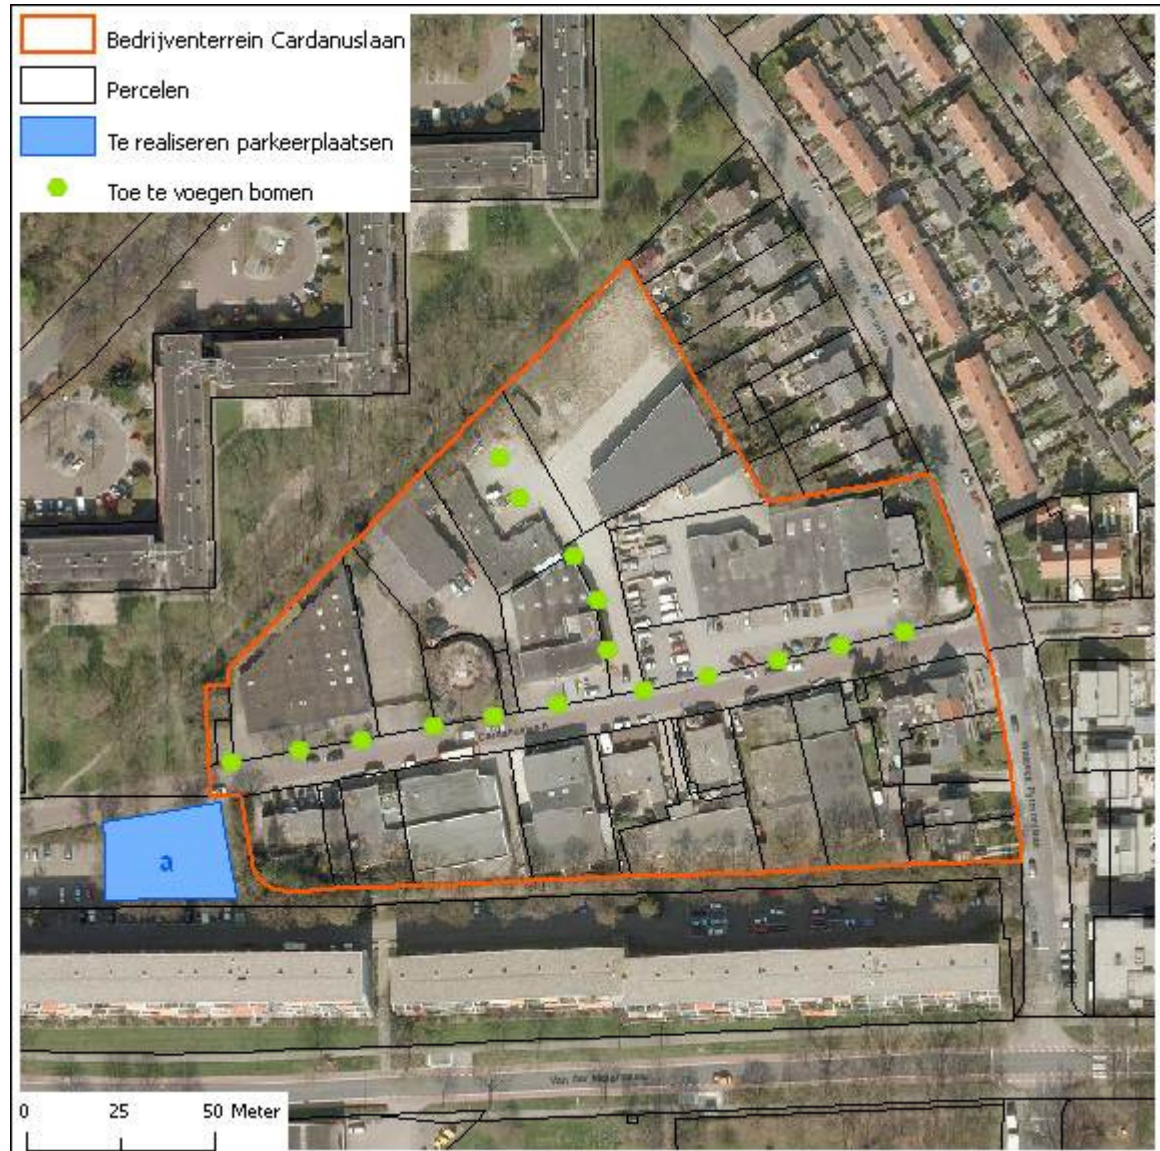 Bedrijventerrein Cardanuslaan
Percelen
Te realiseren parkeerplaatsen
Toe te voegen bomen
a
0 25 50 Meter